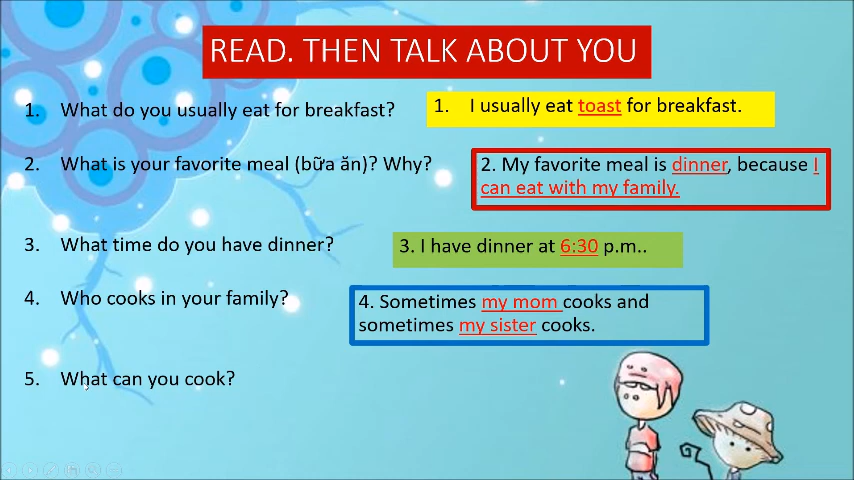 READ. THEN TALK ABOUT YOU
1. What do you usually eat for breakfast?
1. I usually eat toast for breakfast.
2. What is your favorite meal (bữa ăn)? Why?
2. My favorite meal is dinner, because I
can eat with my family.
3. What time do you have dinner?
3. I have dinner at 6:30 p.m..
4. Who cooks in your family?
4. Sometimes my mom cooks and
sometimes my sister cooks.
5. What can you cook?